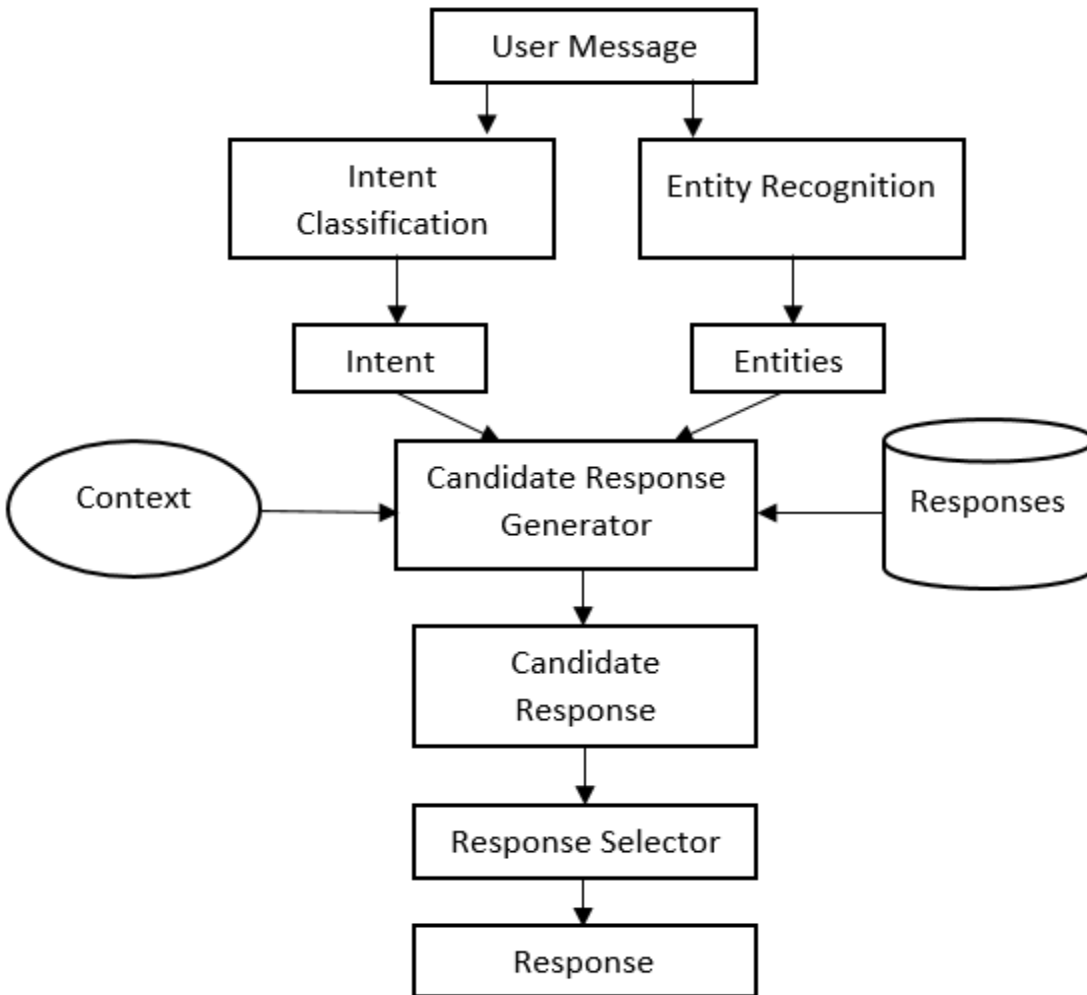 User Message
Intent
Classification
Entity Recognition
Intent
Entities
Context
Candidate Response
Generator
Responses
Candidate
Response
Response Selector
Response